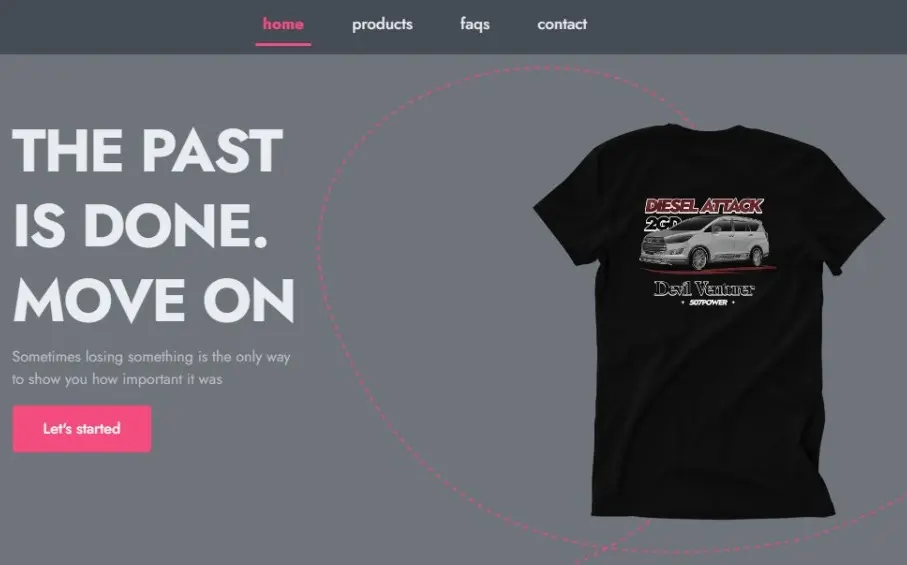 home products faqs contact
THE PAST
IS DONE.
MOVE ON
Sometimes losing something is the only way
to show you how important it was
Let's started
DIESEL ATTACK
2GD
Devil Venturer
507POWER